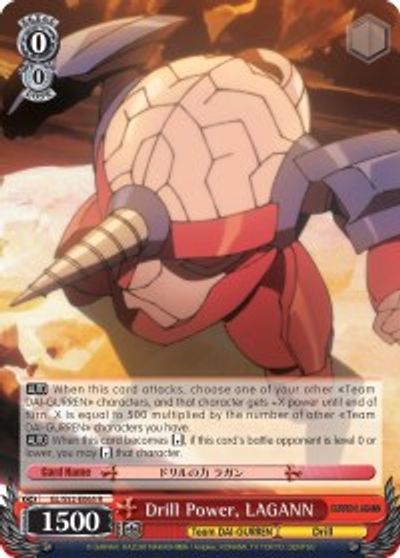 0
0
AUTO When this card attacks, choose one of your other «Team
DAI-GURREN» characters, and that character gets +X power until end of
turn. X is equal to 500 multiplied by the number of other «Team
DAI-GURREN» characters you have.
AUTO When this card becomes [ ], if this card's battle opponent is level 0 or
lower, you may [ ] that character.
Card Name
ドリルの力 ラガン
1500
Drill Power, LAGANN
GURREN LAGANN
Team DAI-GURREN
Drill